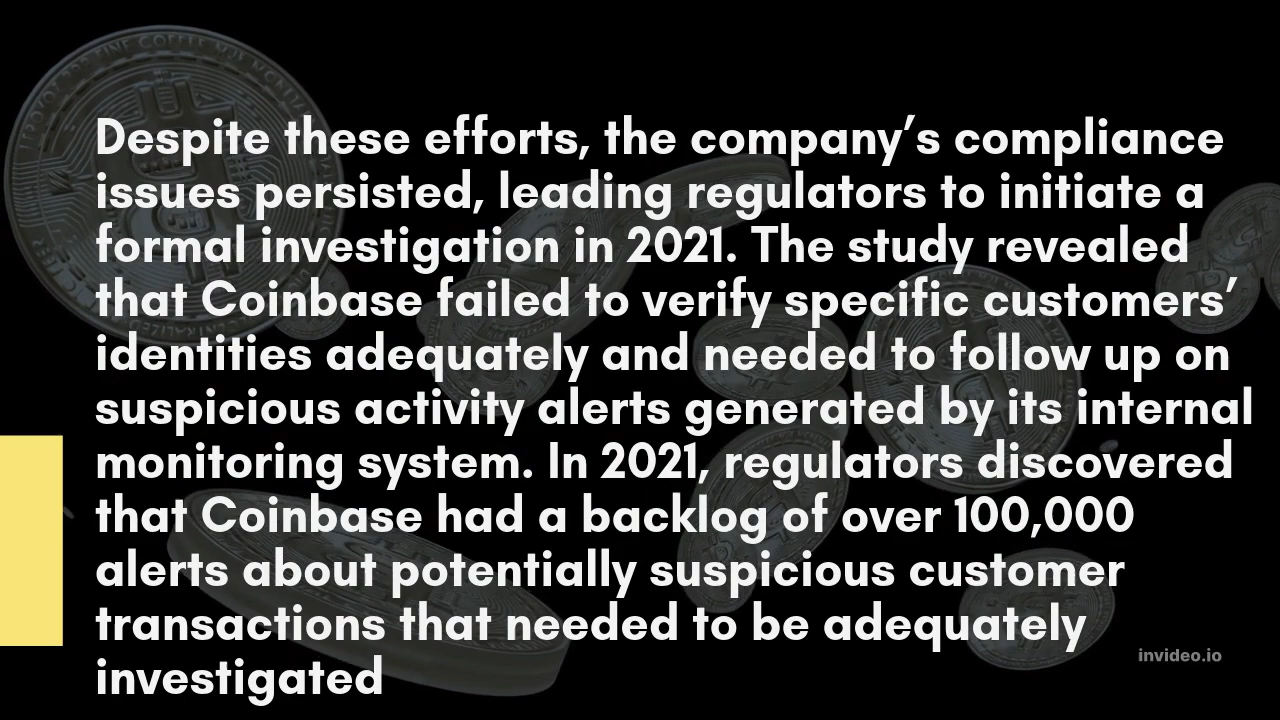 Despite these efforts, the company’s compliance
issues persisted, leading regulators to initiate a
formal investigation in 2021. The study revealed
that Coinbase failed to verify specific customers’
identities adequately and needed to follow up on
suspicious activity alerts generated by its internal
monitoring system. In 2021, regulators discovered
that Coinbase had a backlog of over 100,000
alerts about potentially suspicious customer
transactions that needed to be adequately
investigated
invideo.io